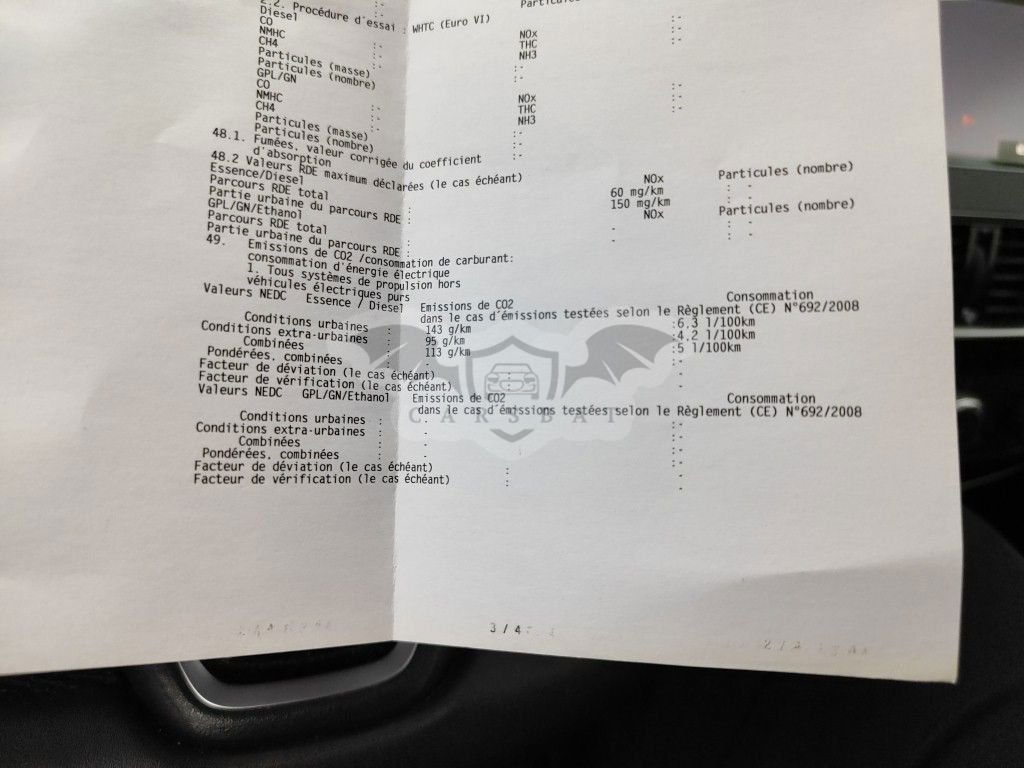 2.2. Procédure d'essai : WHTC (Euro VI)
Diesel
CO :- NOx :-
NMHC THC
CH4 :- NH3
Particules (masse) :-
Particules (nombre) :-
GPL/GN
CO :- NOx :-
NMHC THC
CH4 :- NH3
Particules (masse) :-
Particules (nombre) :-
48.1. Fumées, valeur corrigée du coefficient
d'absorption :-
48.2 Valeurs RDE maximum déclarées (le cas échéant)
Essence/Diesel NOx Particules (nombre)
Parcours RDE total : 60 mg/km : -
Partie urbaine du parcours RDE : 150 mg/km : -
GPL/GN/Ethanol NOx Particules (nombre)
Parcours RDE total : - : -
Partie urbaine du parcours RDE : - : -
49. Emissions de CO2 /consommation de carburant:
consommation d'énergie électrique
1. Tous systèmes de propulsion hors
véhicules électriques purs
Valeurs NEDC Essence / Diesel Emissions de CO2 Consommation
dans le cas d'émissions testées selon le Règlement (CE) N°692/2008
Conditions urbaines : 143 g/km :6.3 l/100km
Conditions extra-urbaines : 95 g/km :4.2 l/100km
Combinées : 113 g/km :5 l/100km
Pondérées, combinées : - :-
Facteur de déviation (le cas échéant) : -
Facteur de vérification (le cas échéant) : -
Valeurs NEDC GPL/GN/Ethanol Emissions de CO2 Consommation
dans le cas d'émissions testées selon le Règlement (CE) N°692/2008
Conditions urbaines : - :-
Conditions extra-urbaines : - :-
Combinées : - :-
Pondérées, combinées : - :-
Facteur de déviation (le cas échéant) : -
Facteur de vérification (le cas échéant) : -
CARSBAT
3 / 4